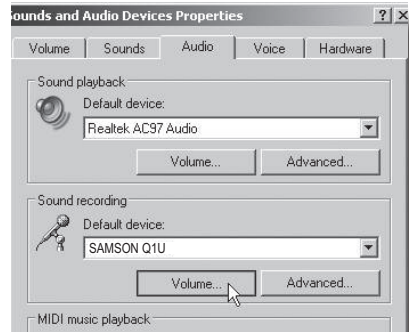 ounds and Audio Devices Properties ? X
Volume Sounds Audio Voice Hardware
Sound playback
Default device:
Realtek AC97 Audio
Volume... Advanced...
Sound recording
Default device:
SAMSON Q1U
Volume... Advanced...
MIDI music playback